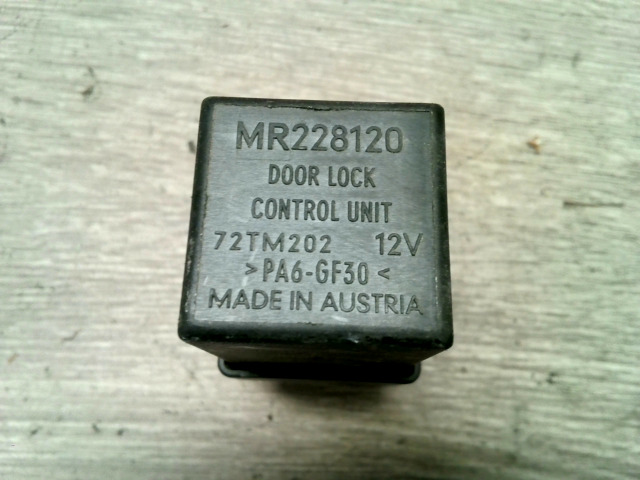 MR228120
DOOR LOCK
CONTROL UNIT
72TM202 12V
>PA6-GF30<
MADE IN AUSTRIA